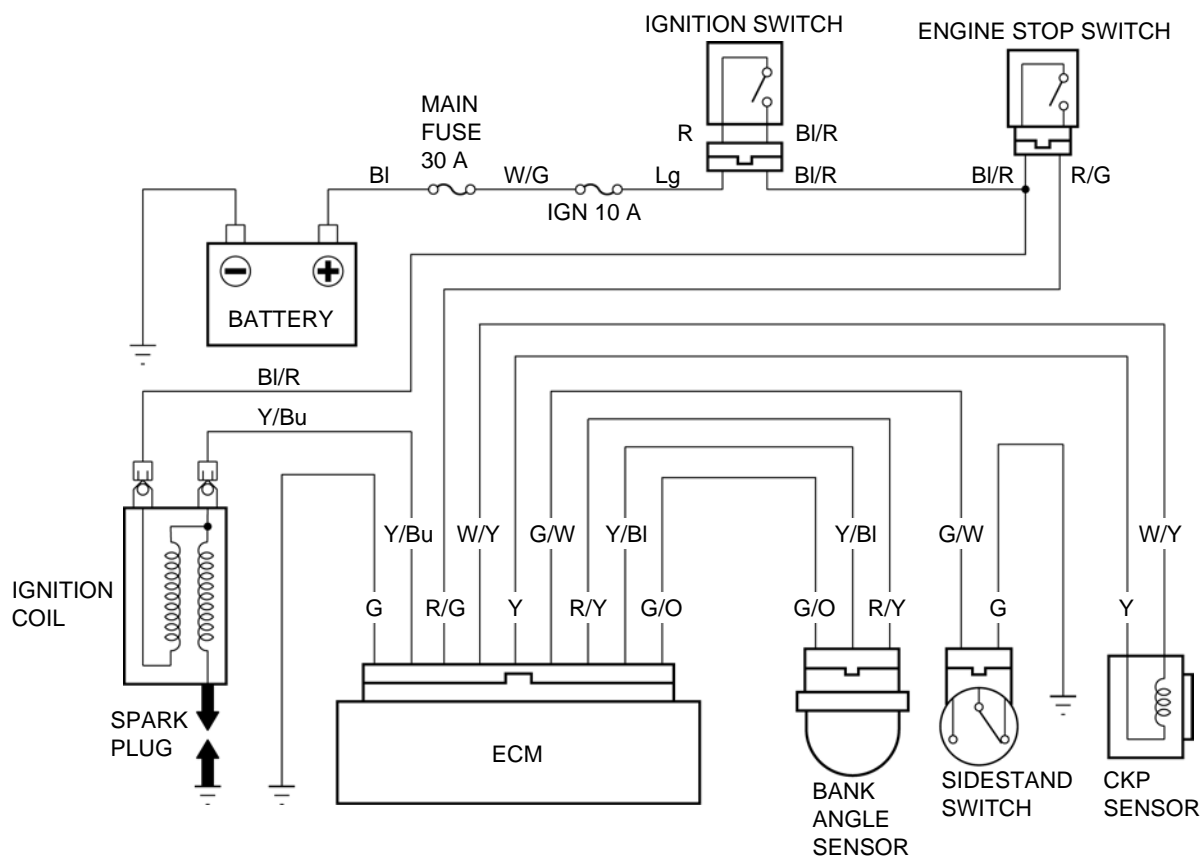 IGNITION SWITCH
ENGINE STOP SWITCH
MAIN
FUSE
30 A
R
Bl/R
Bl
W/G
Lg
Bl/R
Bl/R
R/G
IGN 10 A
BATTERY
Bl/R
Y/Bu
Y/Bu
W/Y
G/W
Y/Bl
Y/Bl
G/W
W/Y
IGNITION
COIL
G
R/G
Y
R/Y
G/O
G/O
R/Y
G
Y
SPARK
PLUG
ECM
BANK
ANGLE
SENSOR
SIDESTAND
SWITCH
CKP
SENSOR